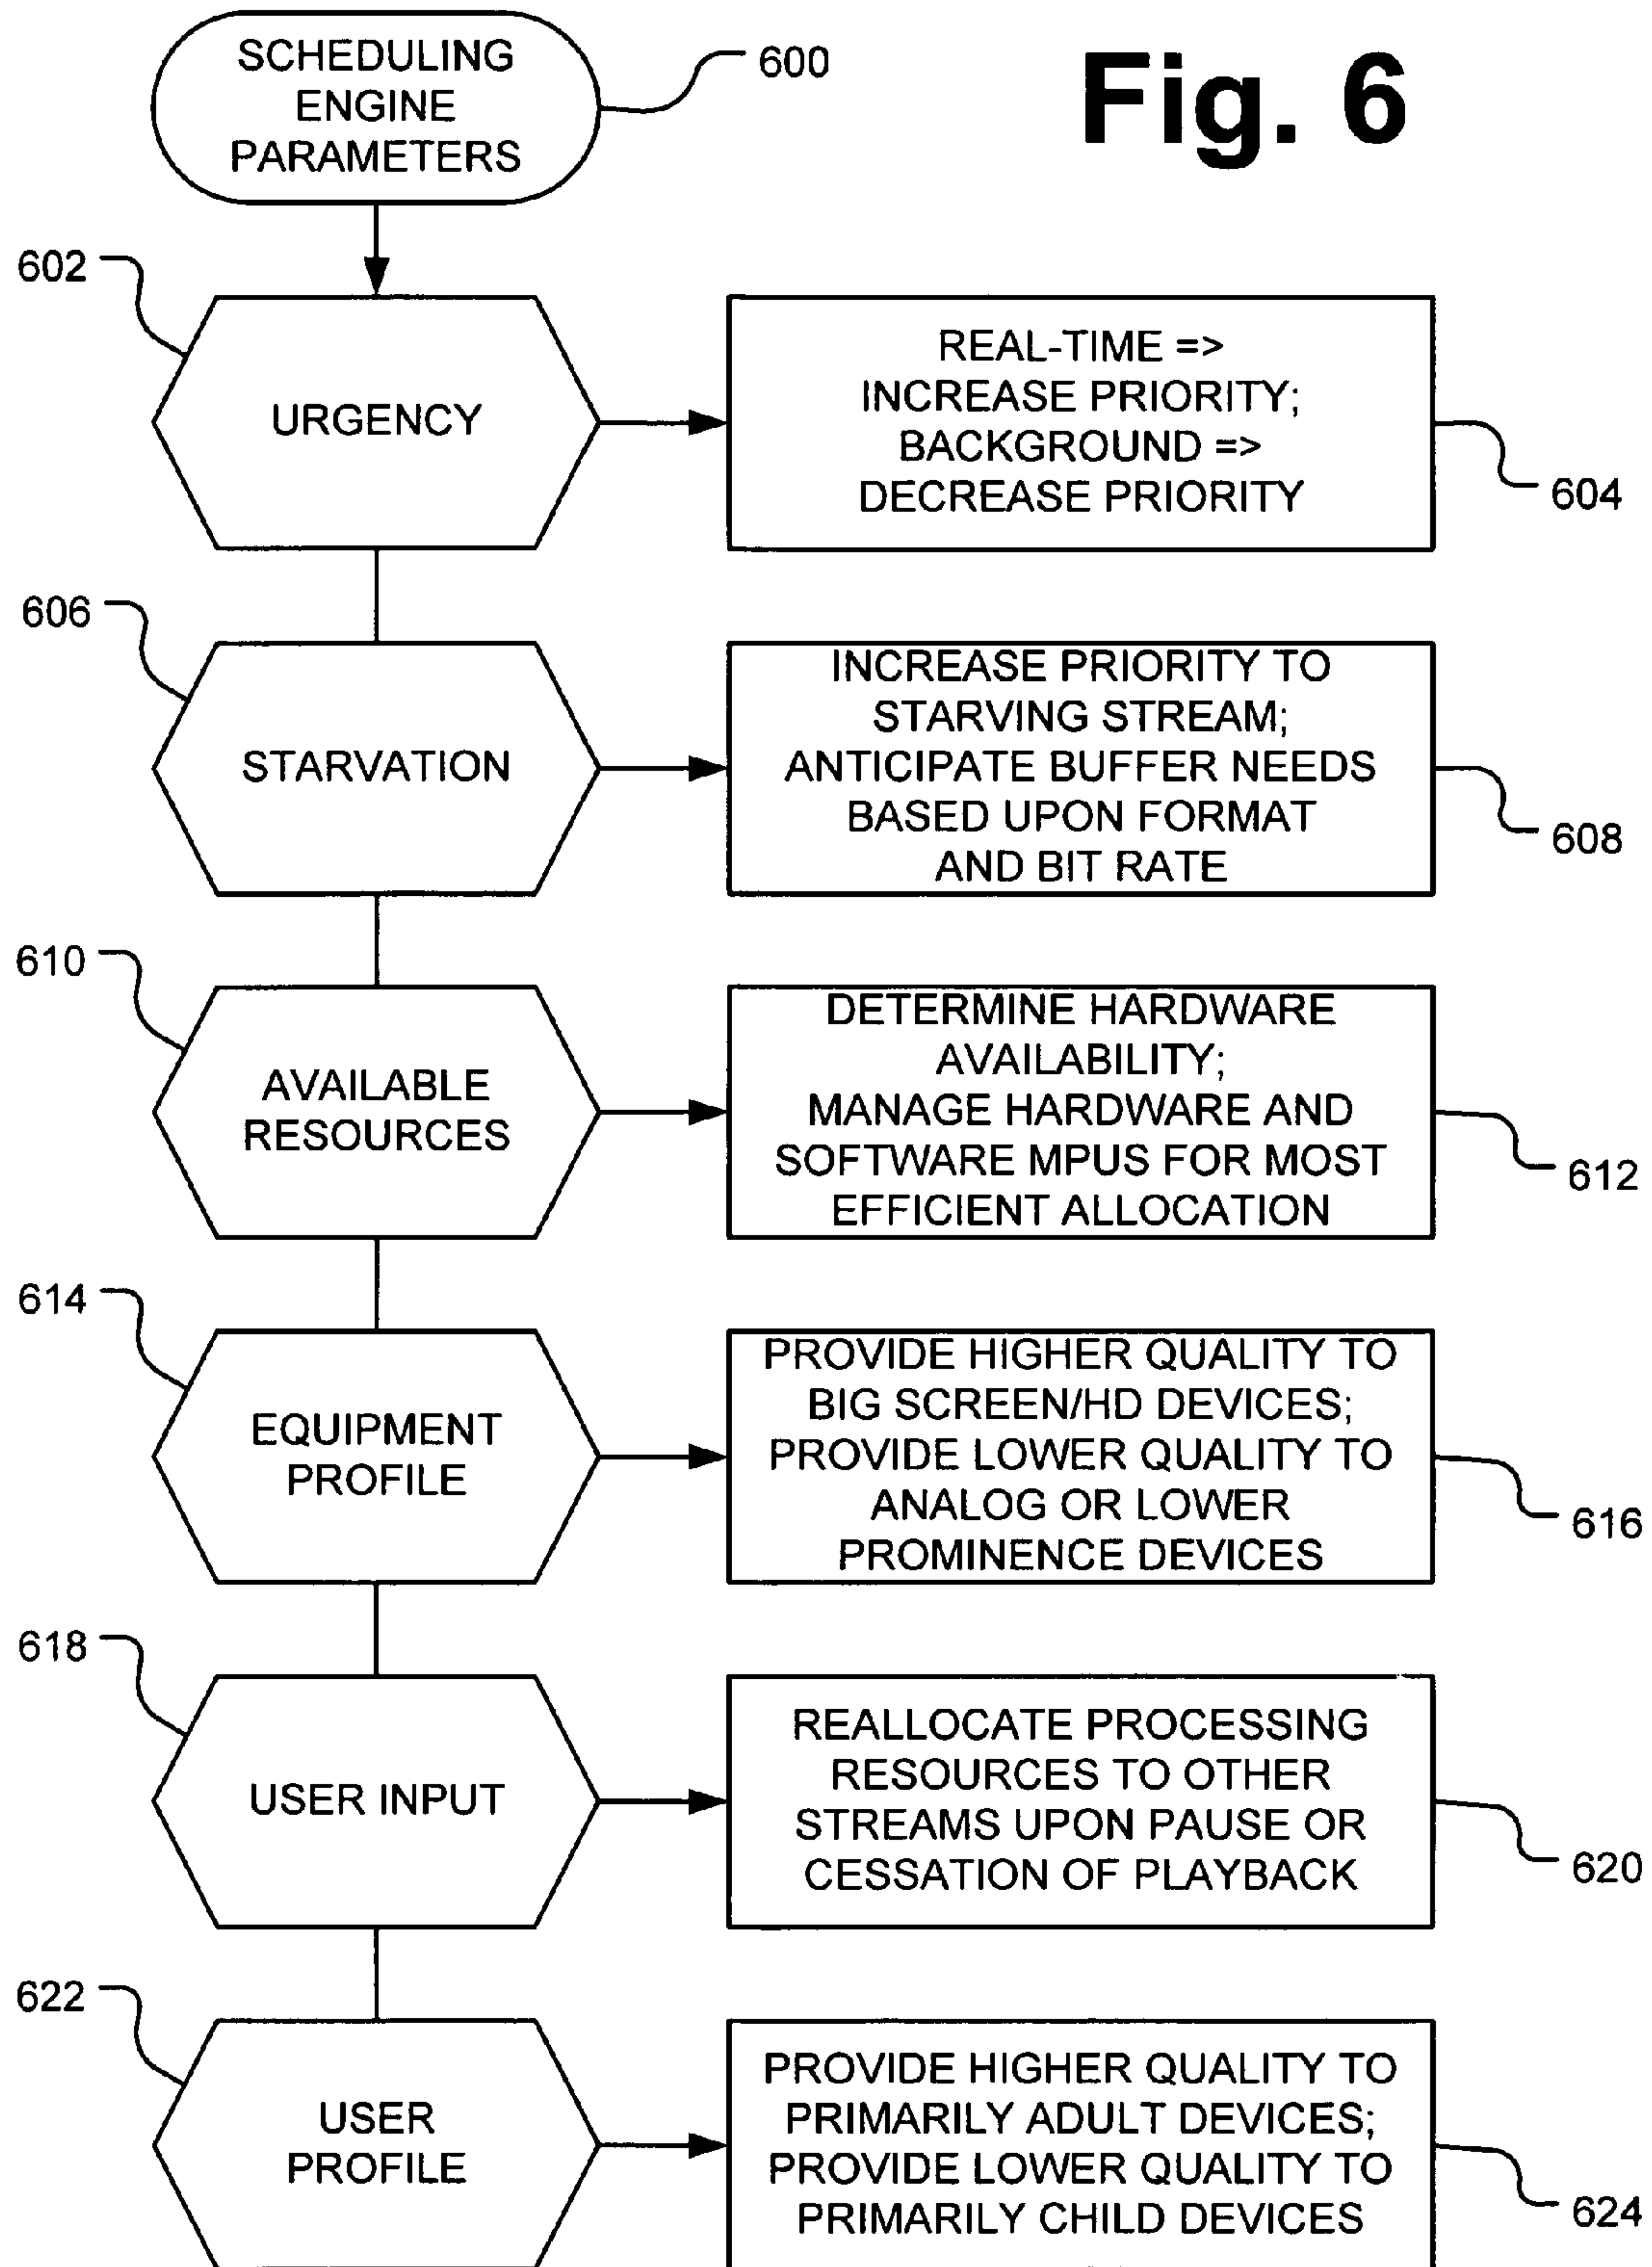 SCHEDULING
ENGINE
PARAMETERS
600
Fig. 6
602
URGENCY
REAL-TIME =>
INCREASE PRIORITY;
BACKGROUND =>
DECREASE PRIORITY
604
606
STARVATION
INCREASE PRIORITY TO
STARVING STREAM;
ANTICIPATE BUFFER NEEDS
BASED UPON FORMAT
AND BIT RATE
608
610
AVAILABLE
RESOURCES
DETERMINE HARDWARE
AVAILABILITY;
MANAGE HARDWARE AND
SOFTWARE MPUS FOR MOST
EFFICIENT ALLOCATION
612
614
EQUIPMENT
PROFILE
PROVIDE HIGHER QUALITY TO
BIG SCREEN/HD DEVICES;
PROVIDE LOWER QUALITY TO
ANALOG OR LOWER
PROMINENCE DEVICES
616
618
USER INPUT
REALLOCATE PROCESSING
RESOURCES TO OTHER
STREAMS UPON PAUSE OR
CESSATION OF PLAYBACK
620
622
USER
PROFILE
PROVIDE HIGHER QUALITY TO
PRIMARILY ADULT DEVICES;
PROVIDE LOWER QUALITY TO
PRIMARILY CHILD DEVICES
624